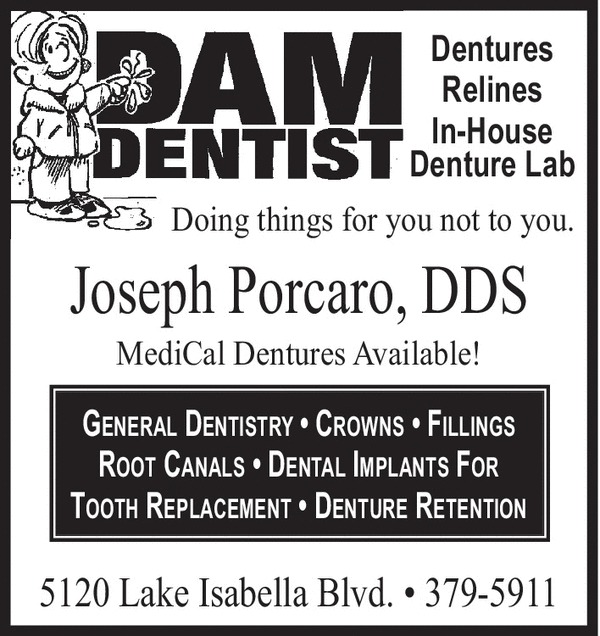 DAM
DENTIST
Dentures
Relines
In-House
Denture Lab
Doing things for you not to you.
Joseph Porcaro, DDS
MediCal Dentures Available!
GENERAL DENTISTRY • CROWNS • FILLINGS
ROOT CANALS • DENTAL IMPLANTS FOR
TOOTH REPLACEMENT • DENTURE RETENTION
5120 Lake Isabella Blvd. • 379-5911